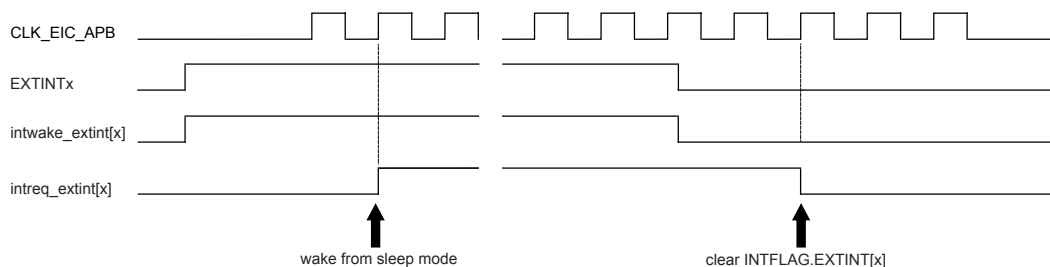 CLK_EIC_APB
EXTINTx
intwake_extint[x]
intreq_extint[x]
wake from sleep mode
clear INTFLAG.EXTINT[x]